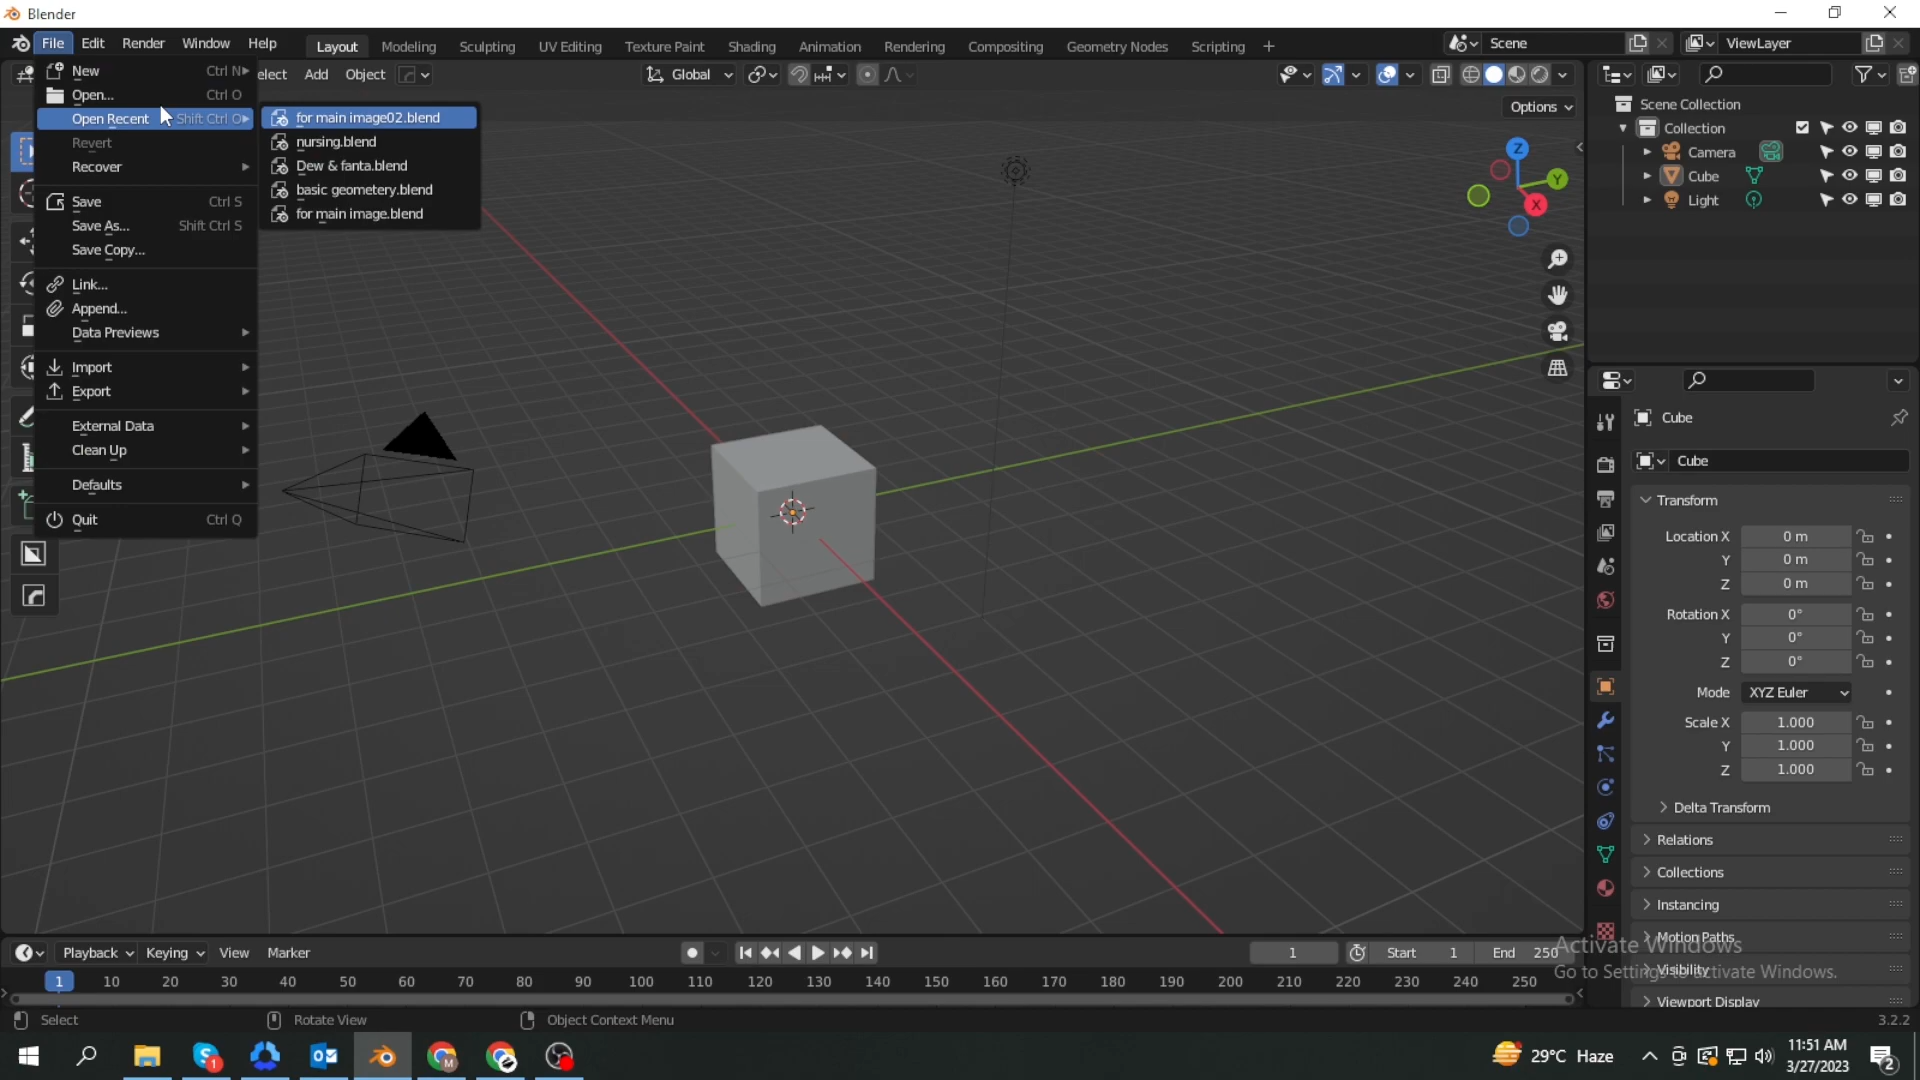 Blender
File Edit Render Window Help Layout Modeling Sculpting UV Editing Texture Paint Shading Animation Rendering Compositing Geometry Nodes Scripting + Scene ViewLayer
New Ctrl N
elect Add Object Global
Open... Ctrl O
Open Recent Shift Ctrl O
Revert
Recover
Save Ctrl S
Save As... Shift Ctrl S
Save Copy...
Link...
Append...
Data Previews
Import
Export
External Data
Clean Up
Defaults
Quit Ctrl Q
for main image02.blend
nursing.blend
Dew & fanta.blend
basic geometery.blend
for main image.blend
Options
Z
Y
X
Scene Collection
Collection
Camera
Cube
Light
Cube
Cube
Transform
Location X 0 m
Y 0 m
Z 0 m
Rotation X 0°
Y 0°
Z 0°
Mode XYZ Euler
Scale X 1.000
Y 1.000
Z 1.000
Delta Transform
Relations
Collections
Instancing
Motion Paths
Visibility
Viewport Display
Activate Windows
Go to Settings to activate Windows.
Playback Keying View Marker 1 Start 1 End 250
1 10 20 30 40 50 60 70 80 90 100 110 120 130 140 150 160 170 180 190 200 210 220 230 240 250
Select Rotate View Object Context Menu 3.2.2
1 M 29°C Haze 11:51 AM
3/27/2023
2